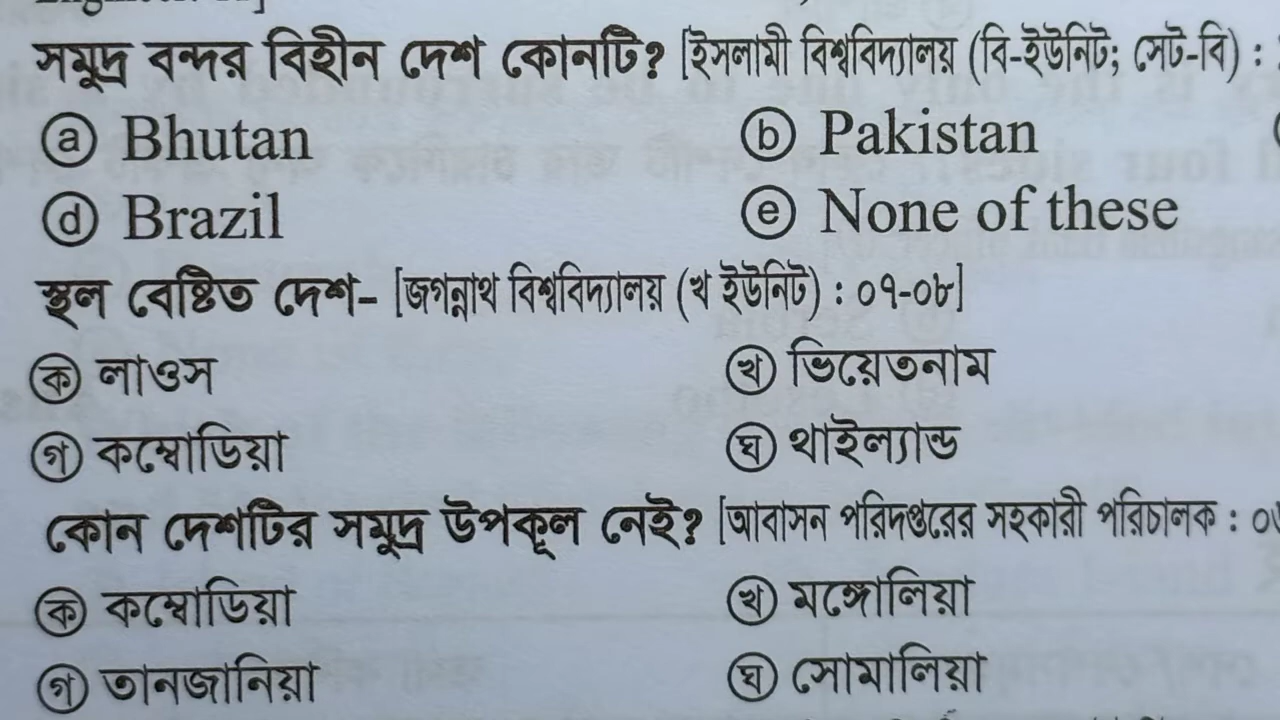 সমুদ্র বন্দর বিহীন দেশ কোনটি? [ইসলামী বিশ্ববিদ্যালয় (বি-ইউনিট; সেট-বি) :
ⓐ Bhutan ⓑ Pakistan
ⓓ Brazil ⓔ None of these
স্থল বেষ্টিত দেশ- [জগন্নাথ বিশ্ববিদ্যালয় (খ ইউনিট) : ০৭-০৮]
ক লাওস খ ভিয়েতনাম
গ কম্বোডিয়া ঘ থাইল্যান্ড
কোন দেশটির সমুদ্র উপকূল নেই? [আবাসন পরিদপ্তরের সহকারী পরিচালক :
ক কম্বোডিয়া খ মঙ্গোলিয়া
গ তানজানিয়া ঘ সোমালিয়া